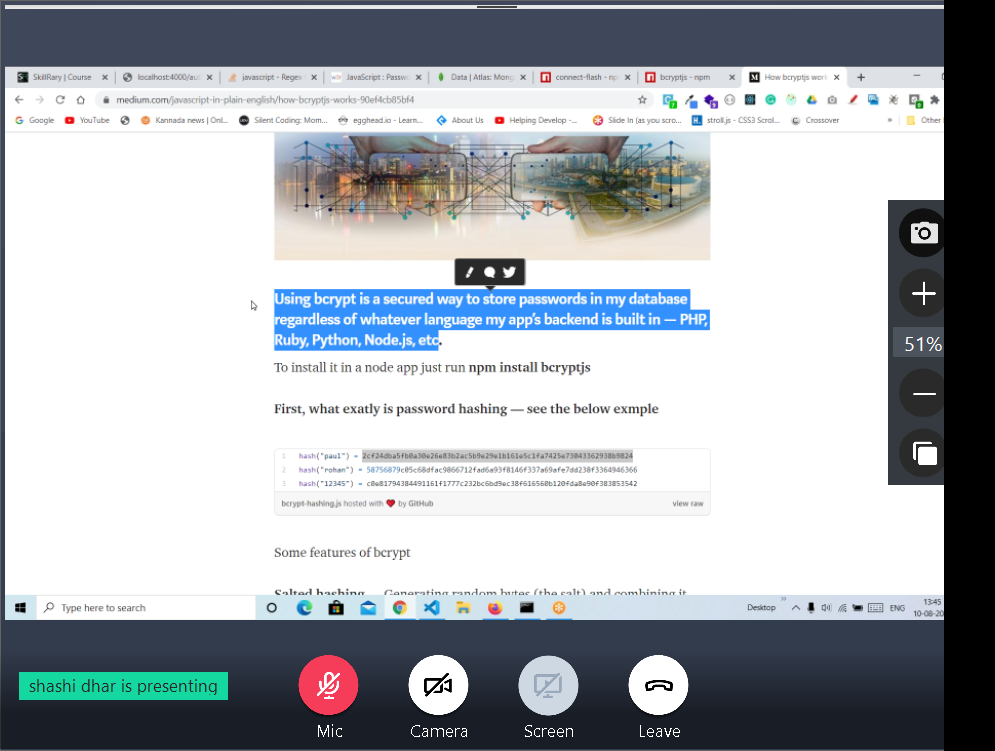 SkillRary | Course
localhost:4000/aut
javascript - Regex
JavaScript : Passw
Data | Atlas: Mong
connect-flash - np
bcryptjs - npm
How bcryptjs wor
medium.com/javascript-in-plain-english/how-bcryptjs-works-90ef4cb85bf4
Google
YouTube
Kannada news | Onl...
Silent Coding: Mom...
egghead.io - Learn...
About Us
Helping Develop -...
Slide In (as you scro...
stroll.js - CSS3 Scrol...
Crossover
»
Other
Using bcrypt is a secured way to store passwords in my database
regardless of whatever language my app's backend is built in — PHP,
Ruby, Python, Node.js, etc.
To install it in a node app just run npm install bcryptjs
First, what exatly is password hashing — see the below exmple
1 hash("paul") =
2 hash("rohan") =
3 hash("12345") =
bcrypt-hashing.js hosted with ❤ by GitHub
view raw
Some features of bcrypt
Salted hashing — Generating random bytes (the salt) and combining it
51%
Type here to search
Desktop
»
ENG
13:45
10-08-20
shashi dhar is presenting
Mic
Camera
Screen
Leave